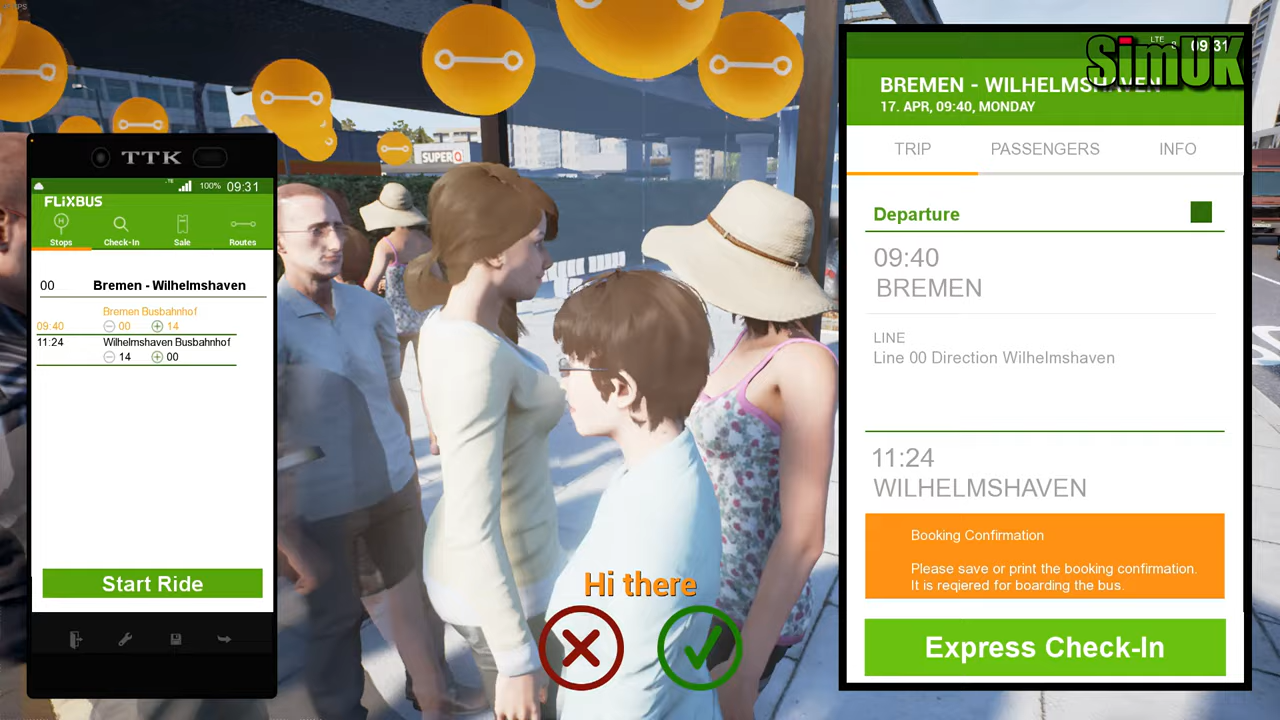 TTK
100% 09:31
FLiXBUS
H
Stops Check-In Sale Routes
00 Bremen - Wilhelmshaven
Bremen Busbahnhof
09:40 00 14
11:24 Wilhelmshaven Busbahnhof
14 00
Start Ride
SUPERQ
Hi there
LTE 09:31
SimUK
BREMEN - WILHELMSHAVEN
17. APR, 09:40, MONDAY
TRIP PASSENGERS INFO
Departure
09:40
BREMEN
LINE
Line 00 Direction Wilhelmshaven
11:24
WILHELMSHAVEN
Booking Confirmation
Please save or print the booking confirmation.
It is reqiered for boarding the bus.
Express Check-In